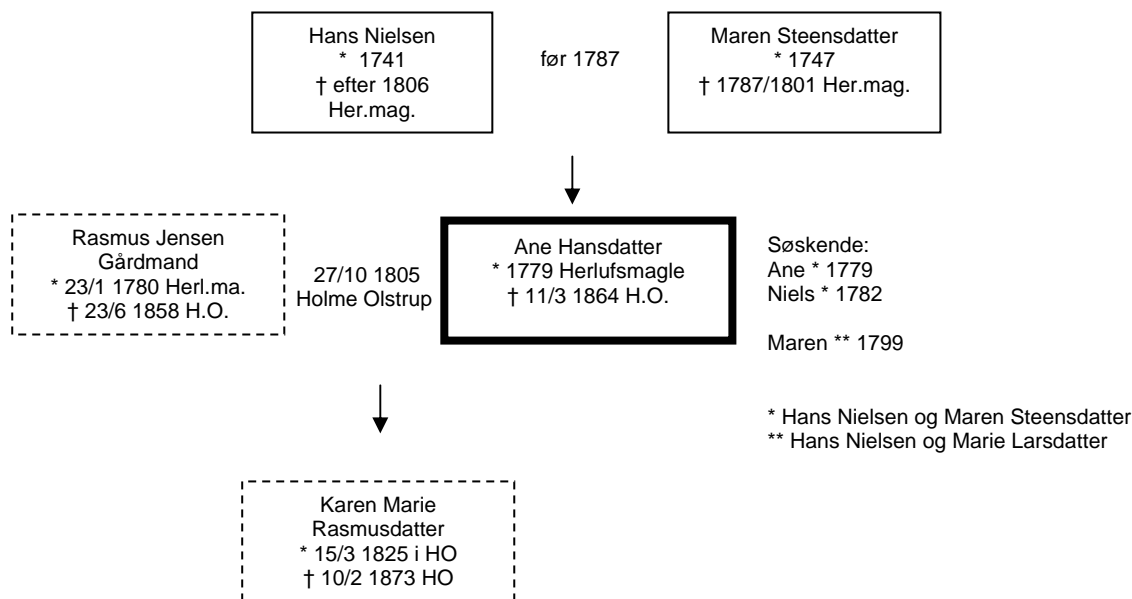 Hans Nielsen
* 1741
† efter 1806
Her.mag.
før 1787
Maren Steensdatter
* 1747
† 1787/1801 Her.mag.
Rasmus Jensen
Gårdmand
* 23/1 1780 Herl.ma.
† 23/6 1858 H.O.
27/10 1805
Holme Olstrup
Ane Hansdatter
* 1779 Herlufsmagle
† 11/3 1864 H.O.
Søskende:
Ane * 1779
Niels * 1782
Maren ** 1799
* Hans Nielsen og Maren Steensdatter
** Hans Nielsen og Marie Larsdatter
Karen Marie
Rasmusdatter
* 15/3 1825 i HO
† 10/2 1873 HO